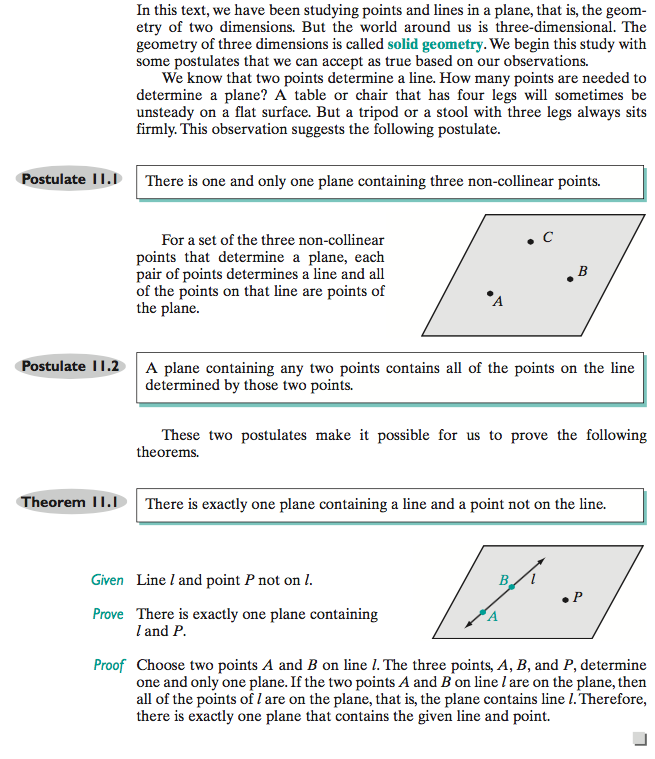 In this text, we have been studying points and lines in a plane, that is, the geom-
etry of two dimensions. But the world around us is three-dimensional. The
geometry of three dimensions is called solid geometry. We begin this study with
some postulates that we can accept as true based on our observations.
We know that two points determine a line. How many points are needed to
determine a plane? A table or chair that has four legs will sometimes be
unsteady on a flat surface. But a tripod or a stool with three legs always sits
firmly. This observation suggests the following postulate.
Postulate 11.1
There is one and only one plane containing three non-collinear points.
For a set of the three non-collinear
points that determine a plane, each
pair of points determines a line and all
of the points on that line are points of
the plane.
C
B
A
Postulate 11.2
A plane containing any two points contains all of the points on the line
determined by those two points.
These two postulates make it possible for us to prove the following
theorems.
Theorem 11.1
There is exactly one plane containing a line and a point not on the line.
Given Line l and point P not on l.
Prove There is exactly one plane containing
l and P.
B l
P
A
Proof Choose two points A and B on line l. The three points, A, B, and P, determine
one and only one plane. If the two points A and B on line l are on the plane, then
all of the points of l are on the plane, that is, the plane contains line l. Therefore,
there is exactly one plane that contains the given line and point.